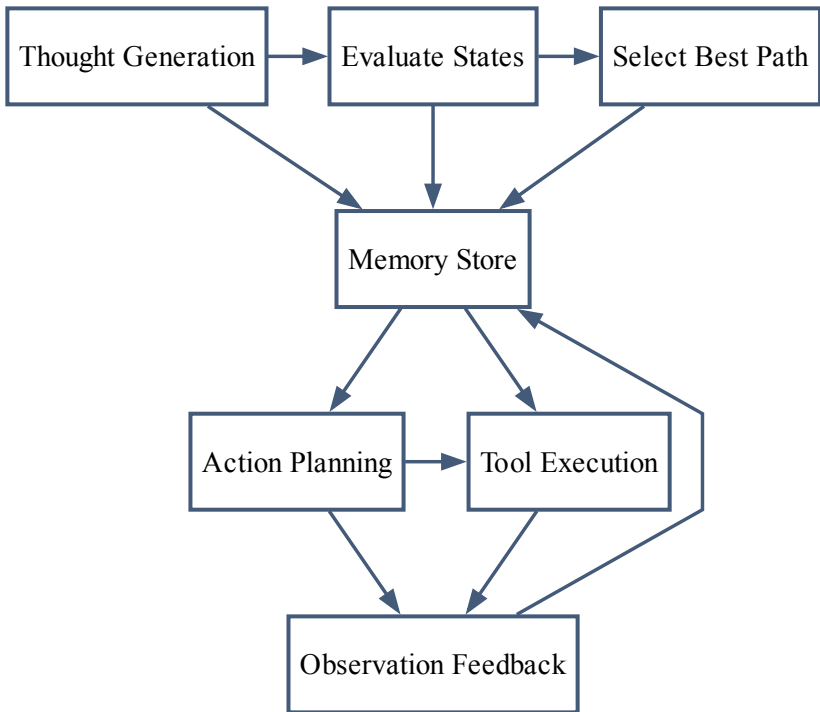 Thought Generation
Evaluate States
Select Best Path
Memory Store
Action Planning
Tool Execution
Observation Feedback